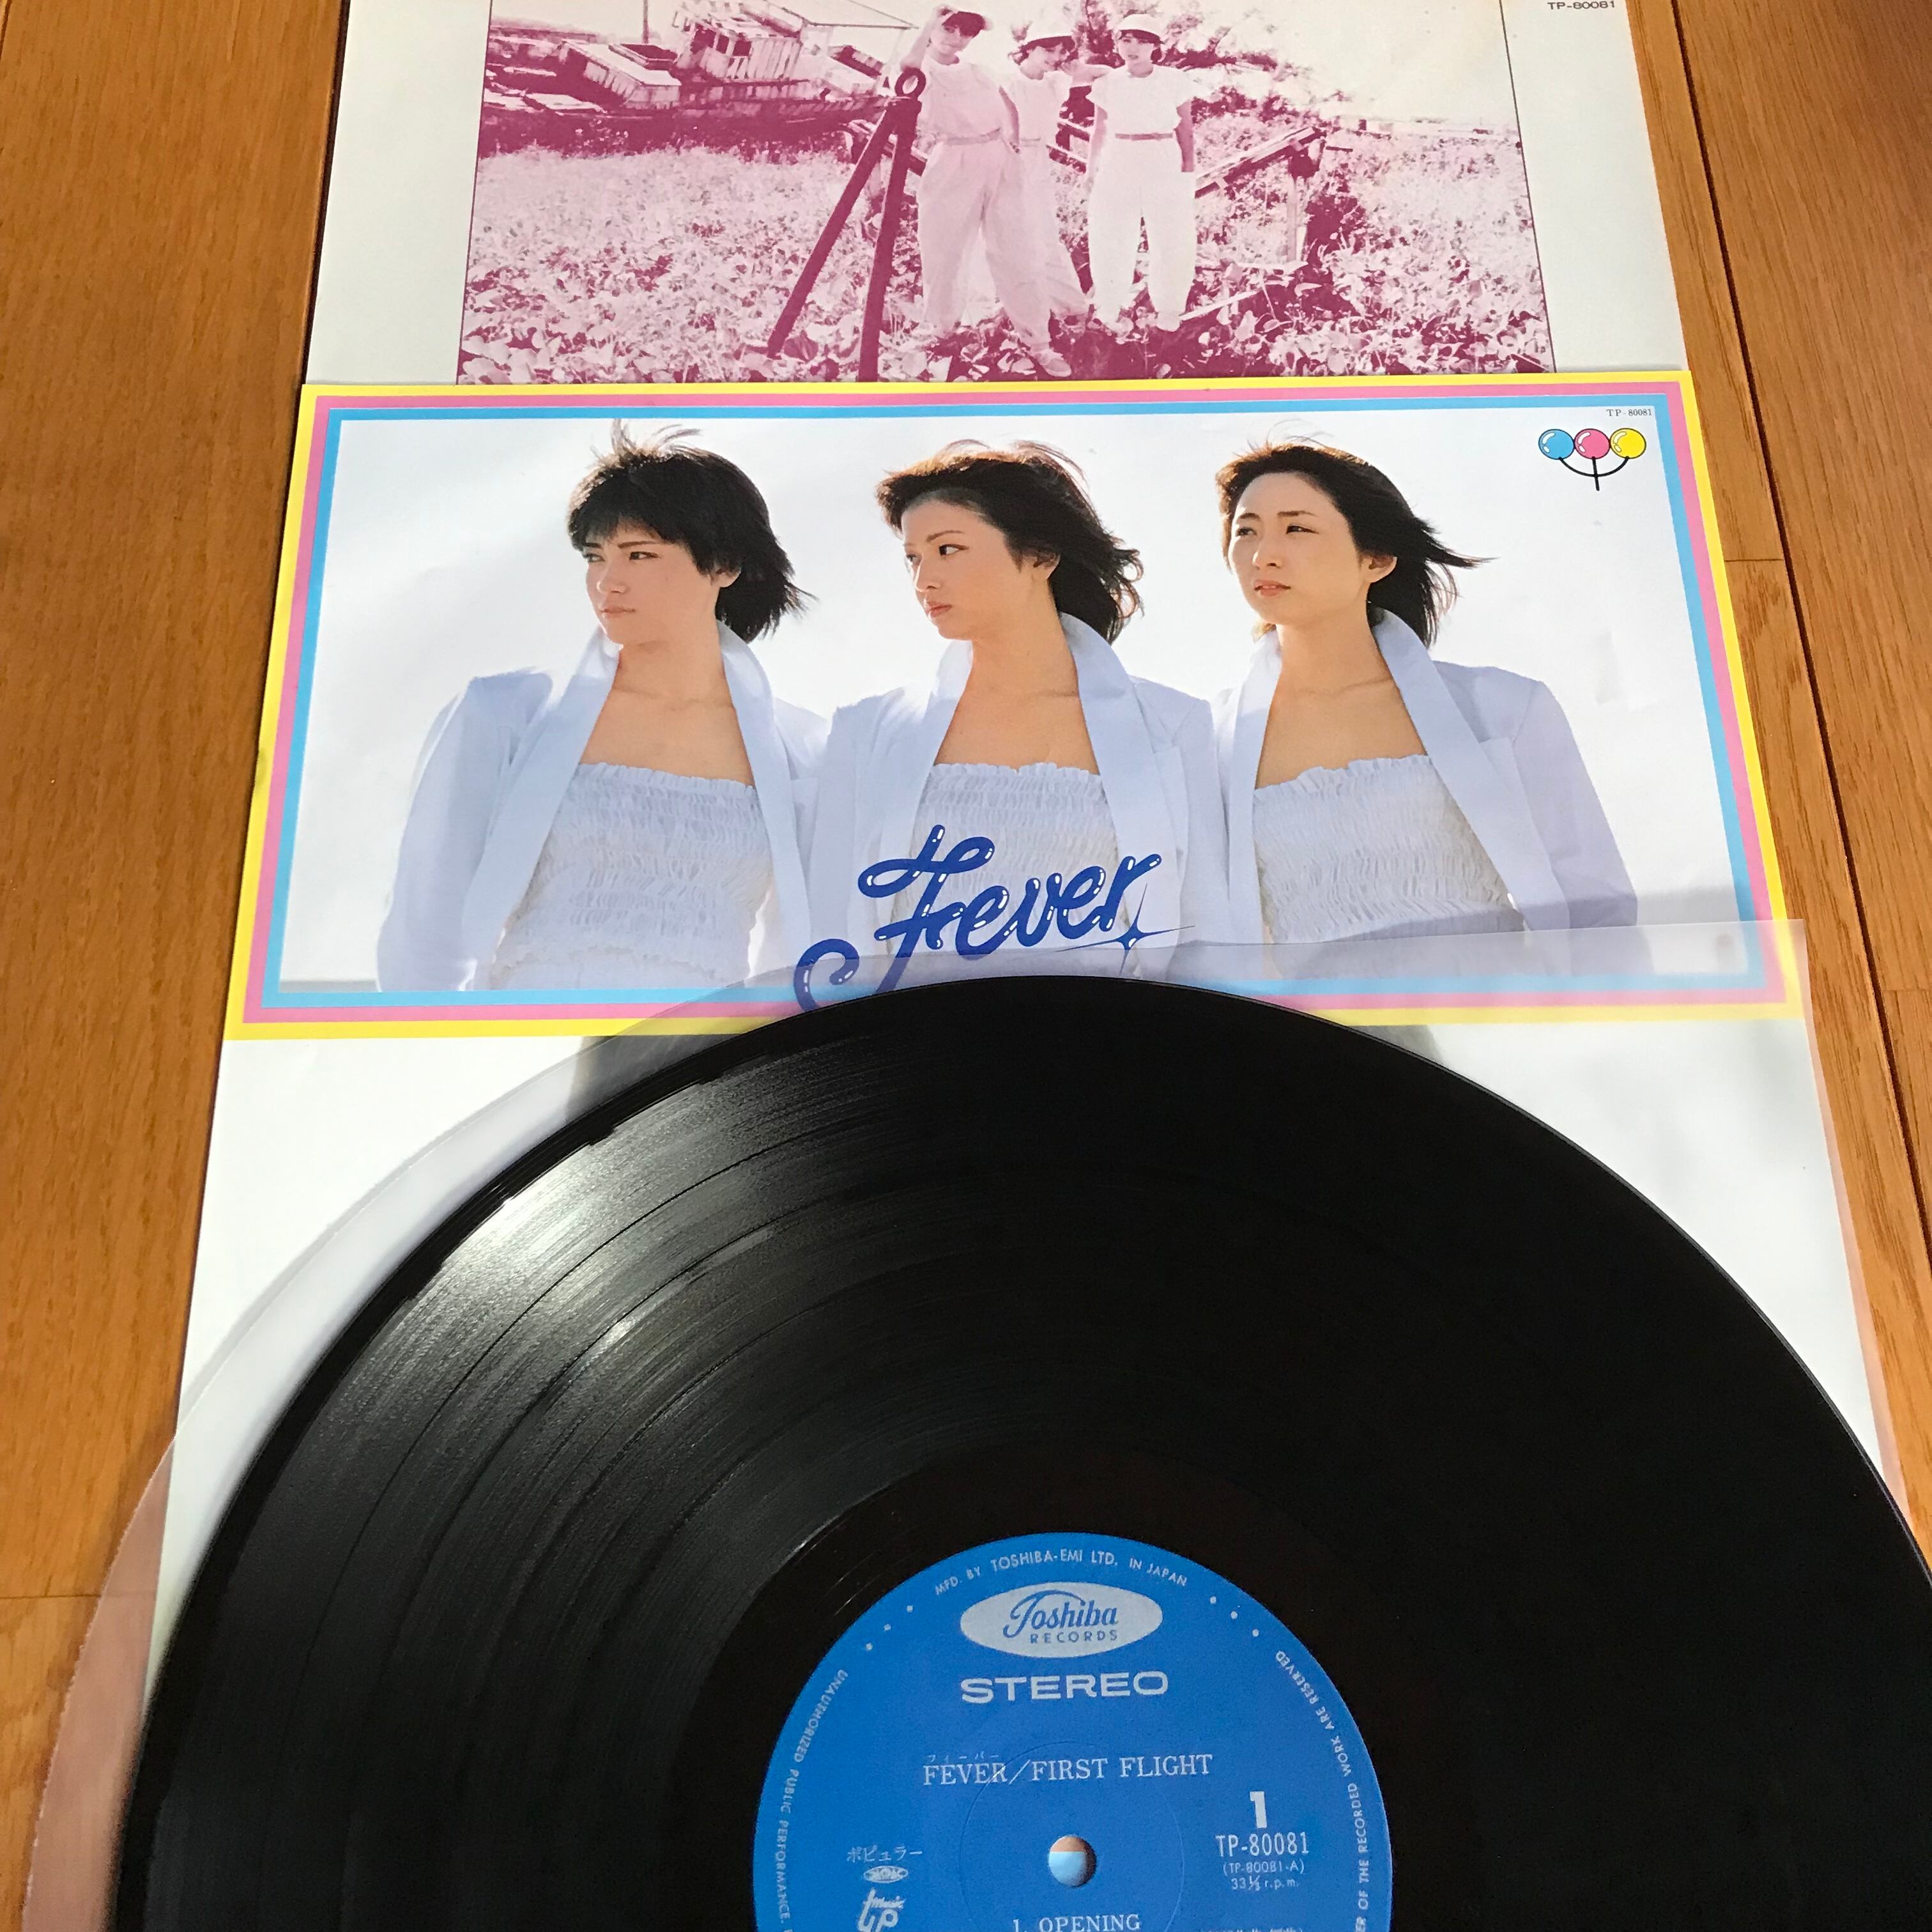 TP-80081
TP-80081
Fever
MFD. BY TOSHIBA-EMI LTD. IN JAPAN
Toshiba
RECORDS
STEREO
UNAUTHORIZED PUBLIC PERFORMANCE.
ER OF THE RECORDED WORK ARE RESERVED
フィーバー
FEVER/FIRST FLIGHT
1
TP-80081
(TP-80081-A)
33⅓ r.p.m.
ポピュラー
LP
1. OPENING